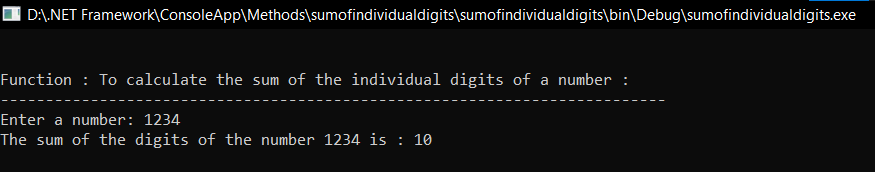 D:\.NET Framework\ConsoleApp\Methods\sumofindividualdigits\sumofindividualdigits\bin\Debug\sumofindividualdigits.exe
Function : To calculate the sum of the individual digits of a number :
--------------------------------------------------------------------------
Enter a number: 1234
The sum of the digits of the number 1234 is : 10